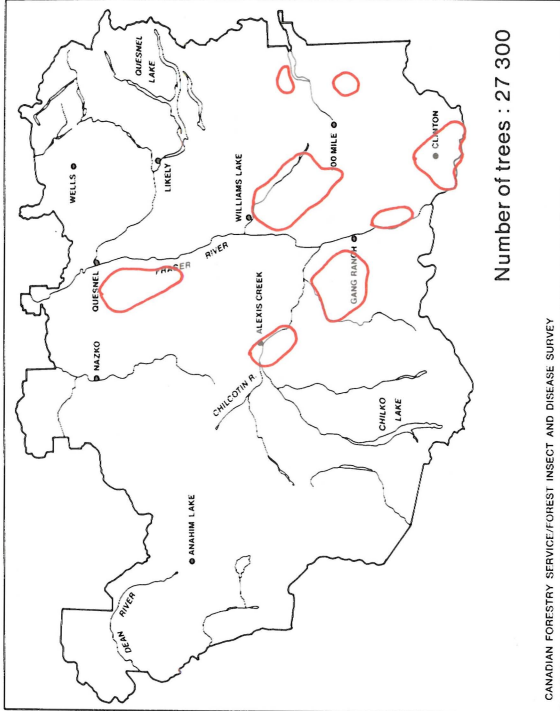 QUESNEL
LAKE
WELLS
LIKELY
QUESNEL
NAZKO
FRASER
RIVER
WILLIAMS LAKE
00 MILE
CLINTON
ALEXIS CREEK
GANG RANCH
CHILCOTIN R.
CHILKO
LAKE
ANAHIM LAKE
DEAN RIVER
Number of trees : 27 300
CANADIAN FORESTRY SERVICE/FOREST INSECT AND DISEASE SURVEY